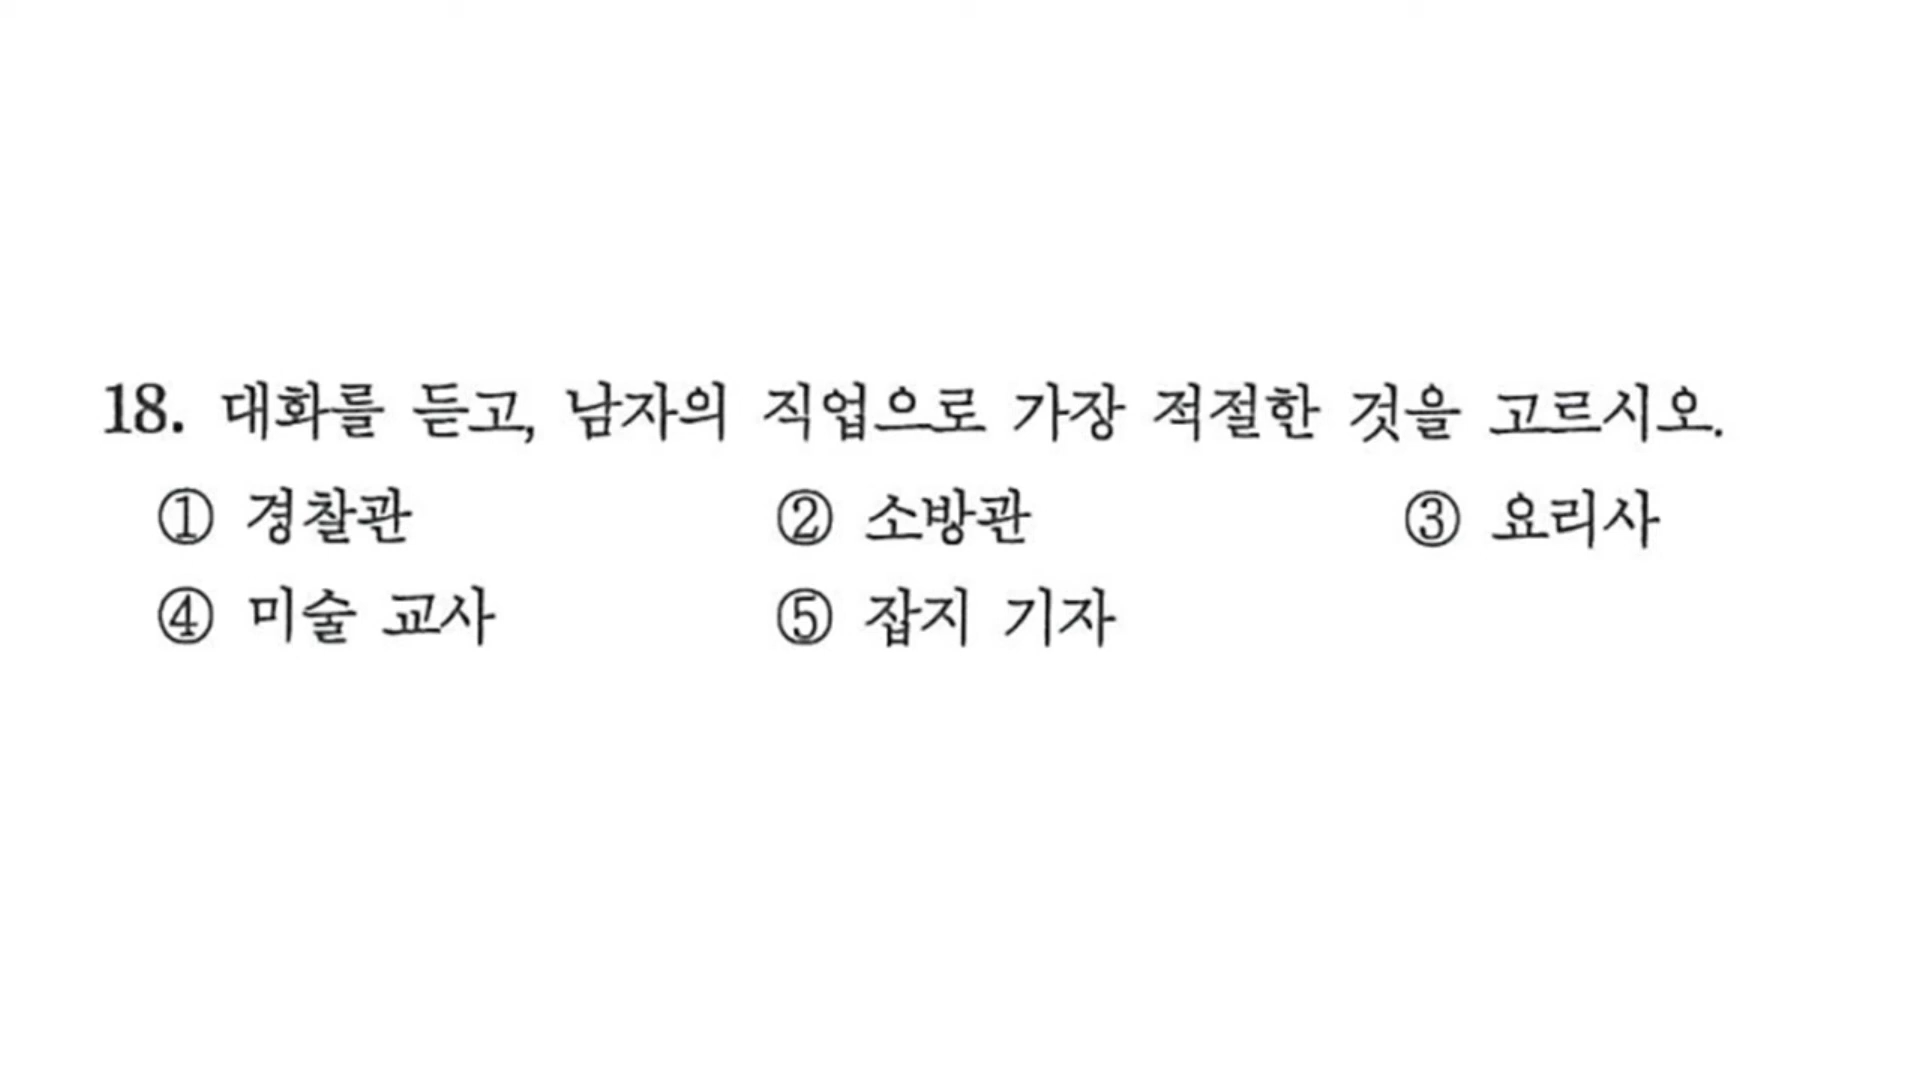 18. 대화를 듣고, 남자의 직업으로 가장 적절한 것을 고르시오.
① 경찰관 ② 소방관 ③ 요리사
④ 미술 교사 ⑤ 잡지 기자